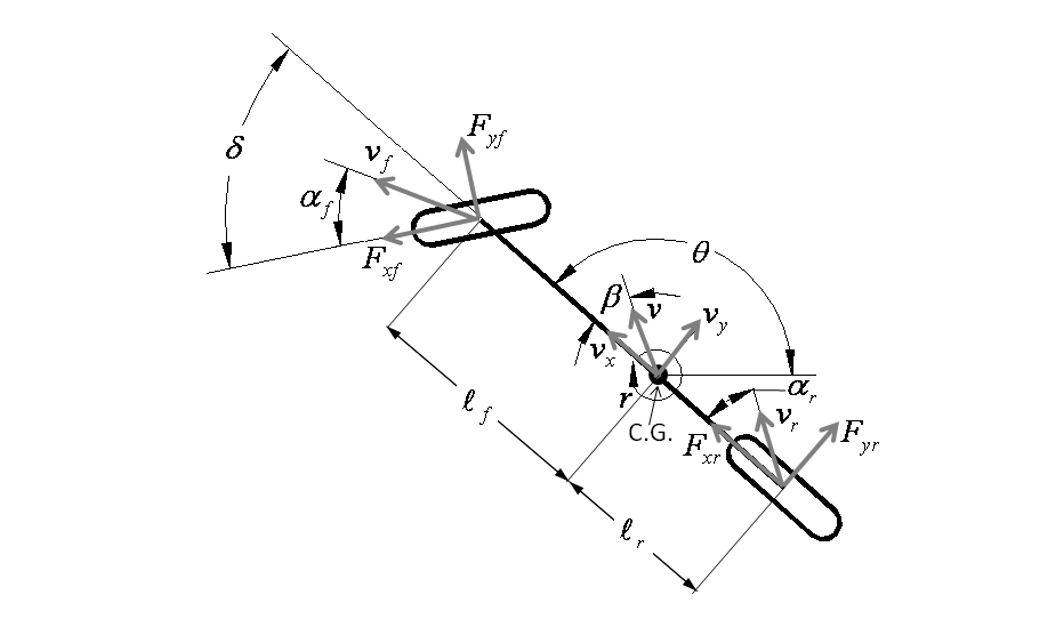 δ
F_yf
v_f
α_f
F_xf
θ
β
v
v_y
v_x
r
C.G.
α_r
v_r
F_xr
F_yr
ℓ_f
ℓ_r